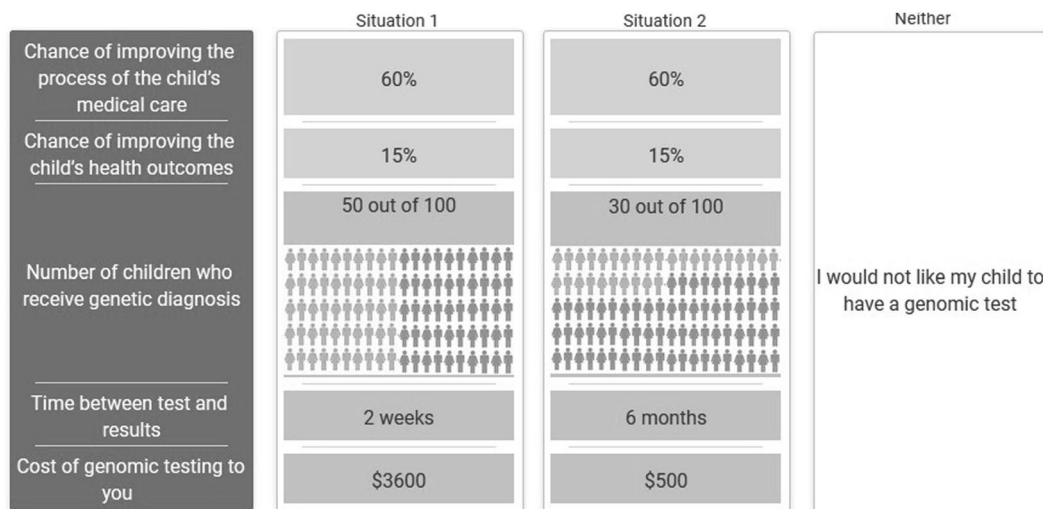 Situation 1
Situation 2
Neither
Chance of improving the
process of the child's
medical care
60%
60%
Chance of improving the
child's health outcomes
15%
15%
Number of children who
receive genetic diagnosis
50 out of 100
30 out of 100
I would not like my child to
have a genomic test
Time between test and
results
2 weeks
6 months
Cost of genomic testing to
you
$3600
$500